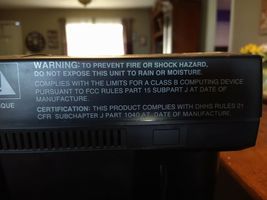 WARNING: TO PREVENT FIRE OR SHOCK HAZARD,
DO NOT EXPOSE THIS UNIT TO RAIN OR MOISTURE.
COMPLIES WITH THE LIMITS FOR A CLASS B COMPUTING DEVICE
PURSUANT TO FCC RULES PART 15 SUBPART J AT DATE OF
MANUFACTURE.
CERTIFICATION: THIS PRODUCT COMPLIES WITH DHHS RULES 21
CFR SUBCHAPTER J PART 1040 AT DATE OF MANUFACTURE.
QUE